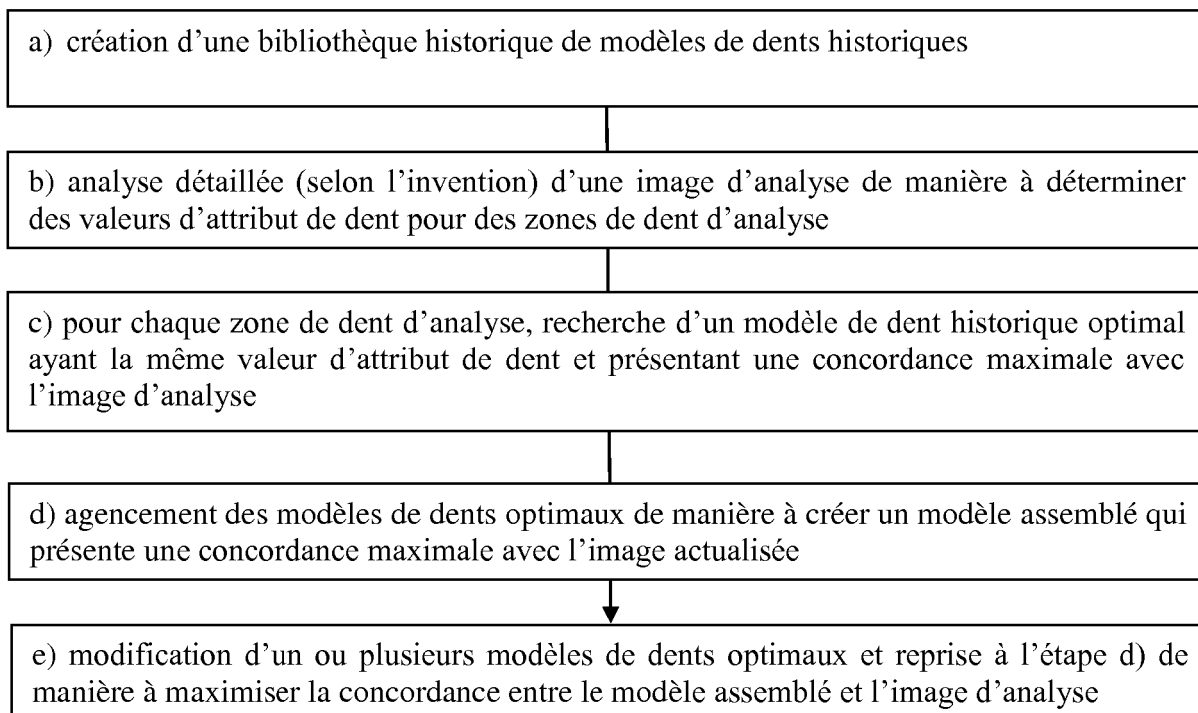 a) création d’une bibliothèque historique de modèles de dents historiques
b) analyse détaillée (selon l’invention) d’une image d’analyse de manière à déterminer
des valeurs d’attribut de dent pour des zones de dent d’analyse
c) pour chaque zone de dent d’analyse, recherche d’un modèle de dent historique optimal
ayant la même valeur d’attribut de dent et présentant une concordance maximale avec
l’image d’analyse
d) agencement des modèles de dents optimaux de manière à créer un modèle assemblé qui
présente une concordance maximale avec l’image actualisée
e) modification d’un ou plusieurs modèles de dents optimaux et reprise à l’étape d) de
manière à maximiser la concordance entre le modèle assemblé et l’image d’analyse